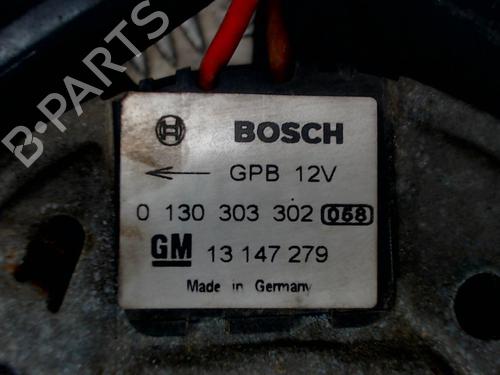 BOSCH
GPB 12V
0 130 303 302 058
GM 13 147 279
Made in Germany
B-PARTS